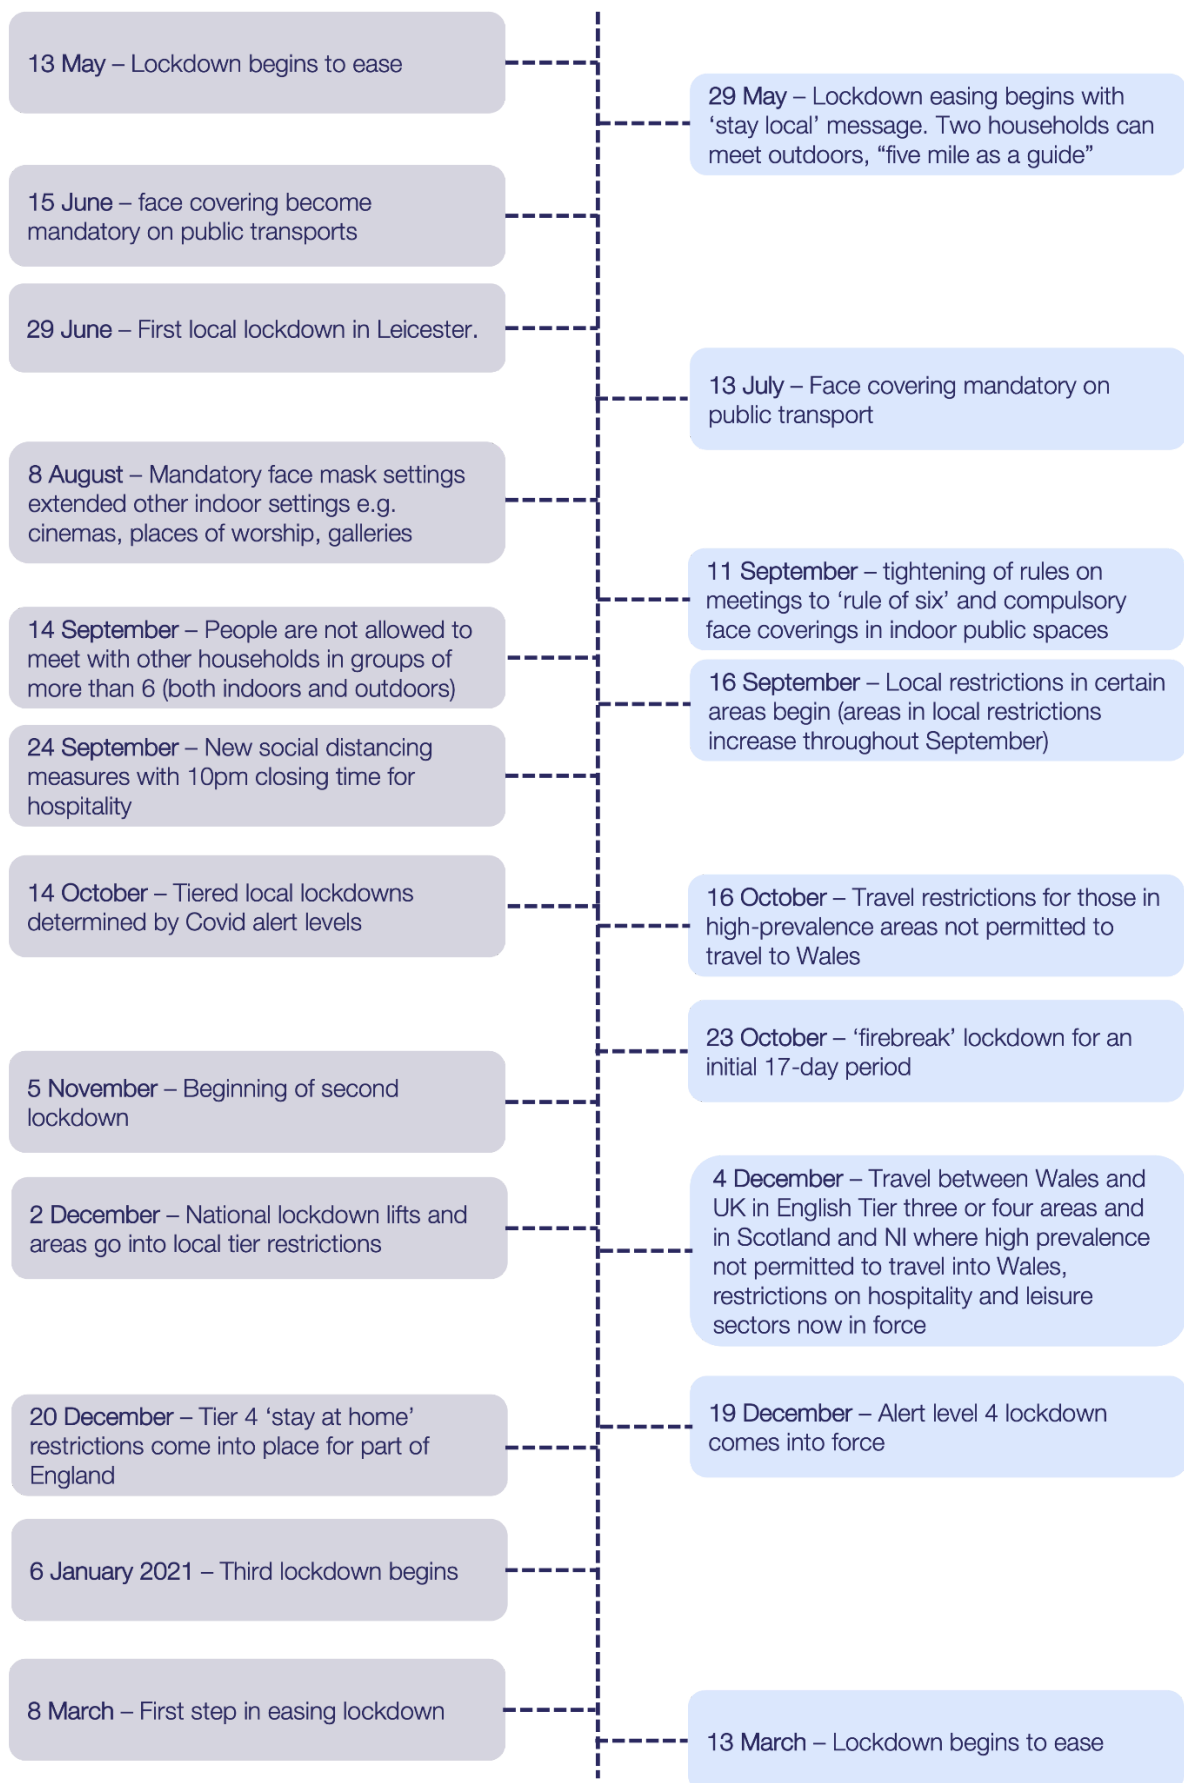 13 May – Lockdown begins to ease
29 May – Lockdown easing begins with
‘stay local’ message. Two households can
meet outdoors, “five mile as a guide”
15 June – face covering become
mandatory on public transports
29 June – First local lockdown in Leicester.
13 July – Face covering mandatory on
public transport
8 August – Mandatory face mask settings
extended other indoor settings e.g.
cinemas, places of worship, galleries
11 September – tightening of rules on
meetings to ‘rule of six’ and compulsory
face coverings in indoor public spaces
14 September – People are not allowed to
meet with other households in groups of
more than 6 (both indoors and outdoors)
16 September – Local restrictions in certain
areas begin (areas in local restrictions
increase throughout September)
24 September – New social distancing
measures with 10pm closing time for
hospitality
14 October – Tiered local lockdowns
determined by Covid alert levels
16 October – Travel restrictions for those in
high-prevalence areas not permitted to
travel to Wales
23 October – ‘firebreak’ lockdown for an
initial 17-day period
5 November – Beginning of second
lockdown
2 December – National lockdown lifts and
areas go into local tier restrictions
4 December – Travel between Wales and
UK in English Tier three or four areas and
in Scotland and NI where high prevalence
not permitted to travel into Wales,
restrictions on hospitality and leisure
sectors now in force
19 December – Alert level 4 lockdown
comes into force
20 December – Tier 4 ‘stay at home’
restrictions come into place for part of
England
6 January 2021 – Third lockdown begins
8 March – First step in easing lockdown
13 March – Lockdown begins to ease